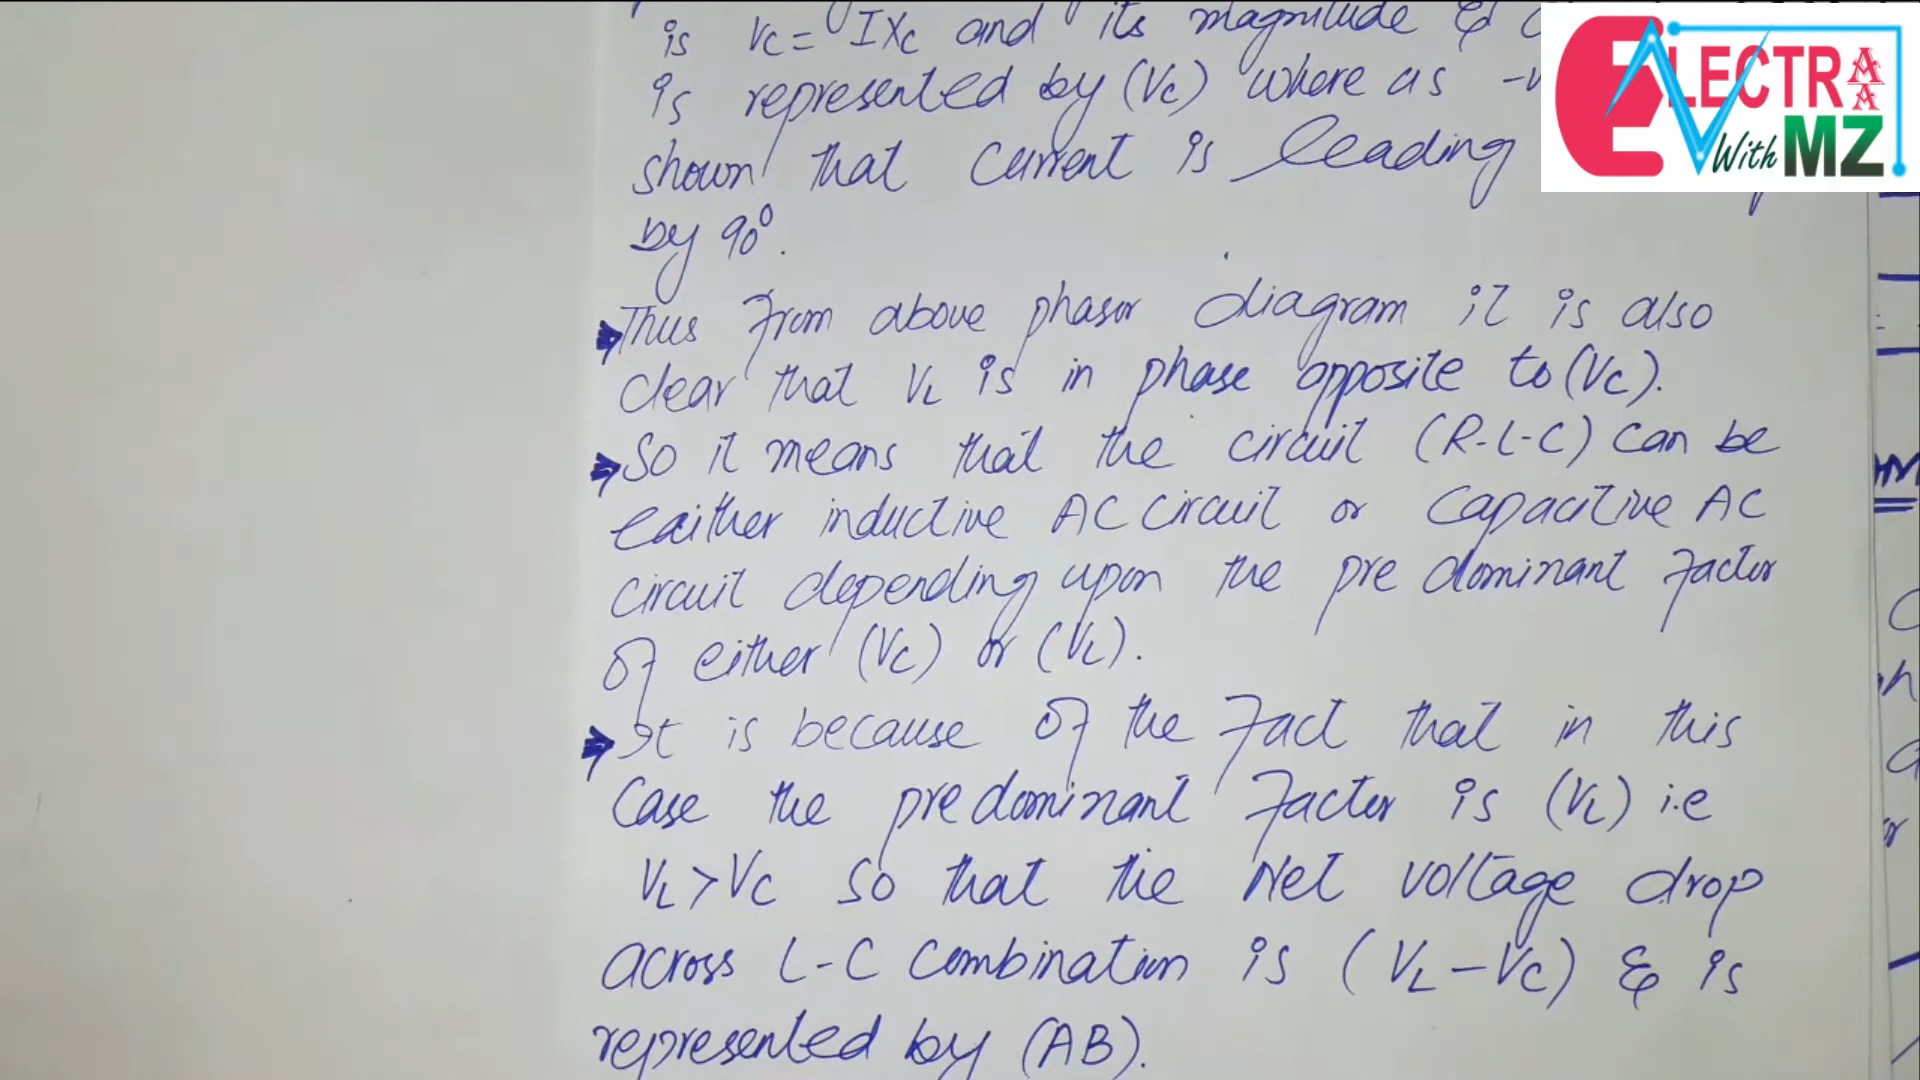 is Vc = IXc and its magnitude &
is represented by (Vc) where as -V
shown that current is leading
by 90°.
Thus from above phasor diagram it is also
clear that VL is in phase opposite to (Vc).
So it means that the circuit (R-L-C) can be
eaither inductive AC circuit or capacitive AC
circuit depending upon the pre dominant factor
of either (Vc) or (VL).
It is because of the fact that in this
case the predominant factor is (VL) i.e
VL > VC so that the Net voltage drop
across L-C combination is (VL - VC) & is
represented by (AB).
ELECTRA
With MZ